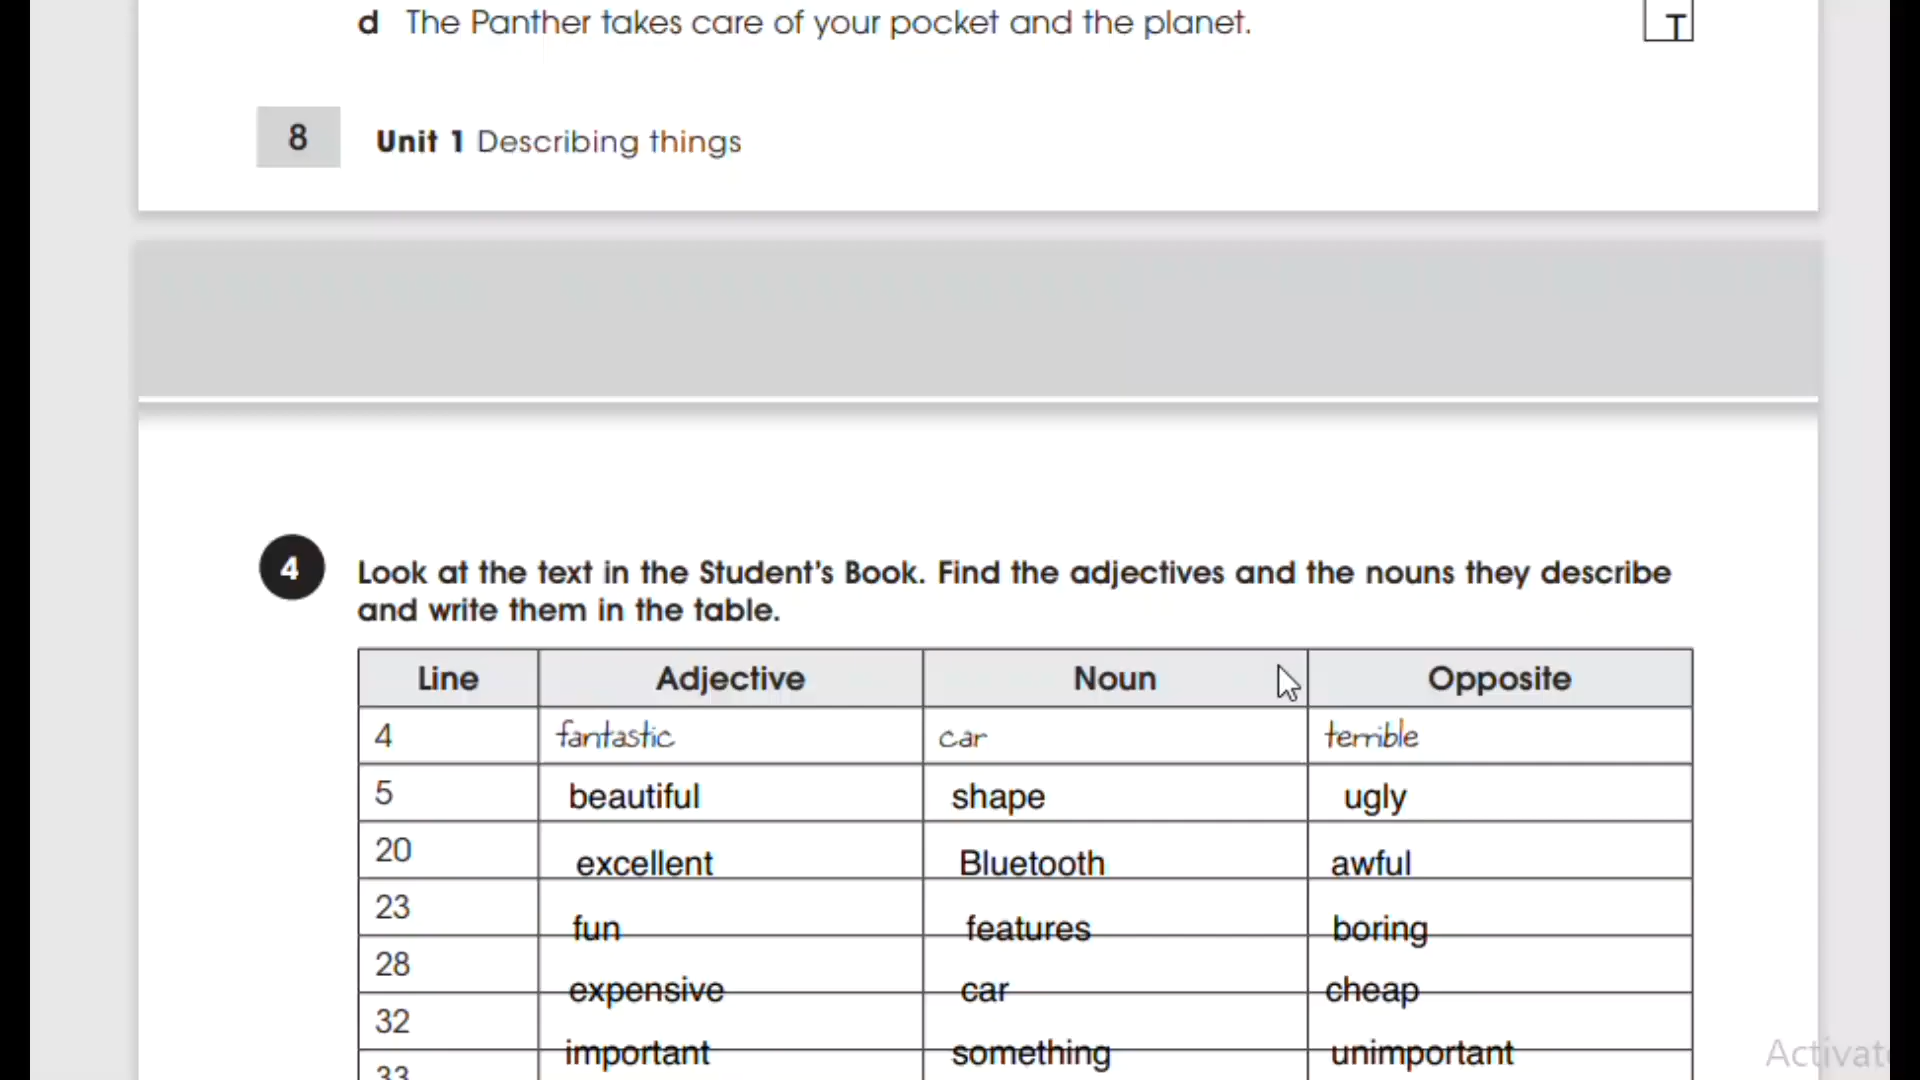 d The Panther takes care of your pocket and the planet. T
8 Unit 1 Describing things
4 Look at the text in the Student's Book. Find the adjectives and the nouns they describe
and write them in the table.
Line Adjective Noun Opposite
4 fantastic car terrible
5 beautiful shape ugly
20 excellent Bluetooth awful
23 fun features boring
28 expensive car cheap
32 important something unimportant
33